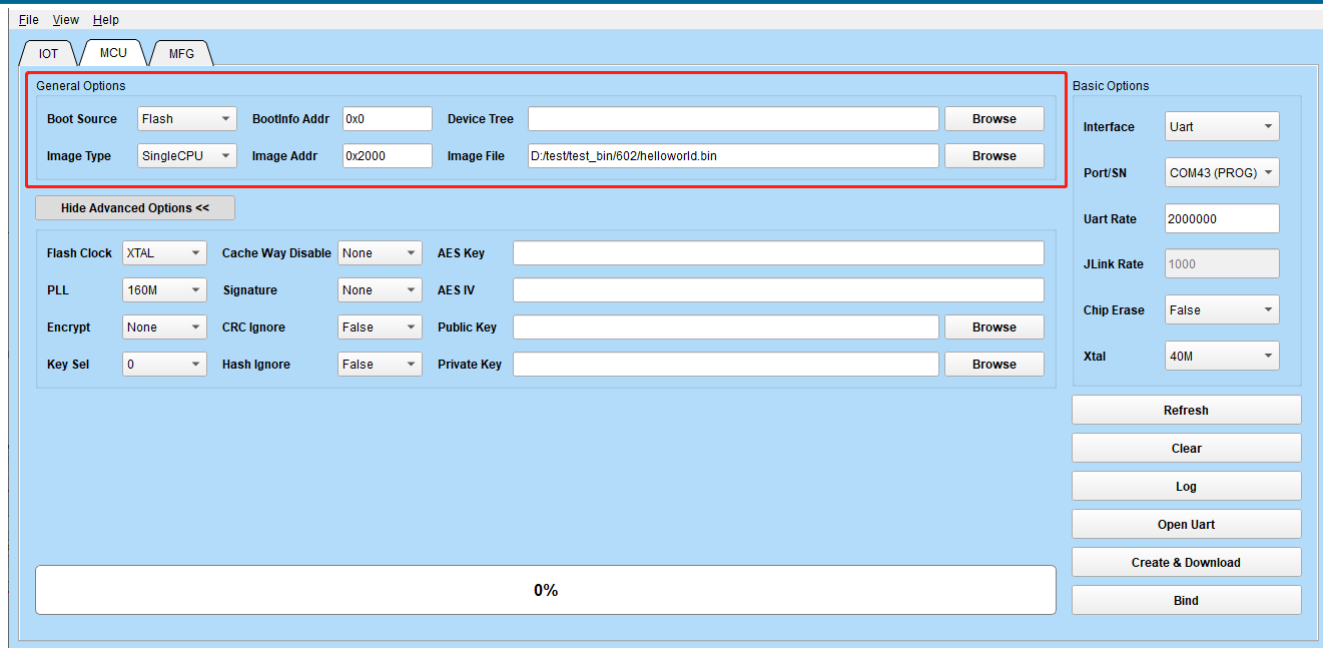 File View Help
IOT MCU MFG
General Options
Boot Source Flash BootInfo Addr 0x0 Device Tree Browse
Image Type SingleCPU Image Addr 0x2000 Image File D:/test/test_bin/602/helloworld.bin Browse
Hide Advanced Options <<
Flash Clock XTAL Cache Way Disable None AES Key
PLL 160M Signature None AES IV
Encrypt None CRC Ignore False Public Key Browse
Key Sel 0 Hash Ignore False Private Key Browse
0%
Basic Options
Interface Uart
Port/SN COM43 (PROG)
Uart Rate 2000000
JLink Rate 1000
Chip Erase False
Xtal 40M
Refresh
Clear
Log
Open Uart
Create & Download
Bind